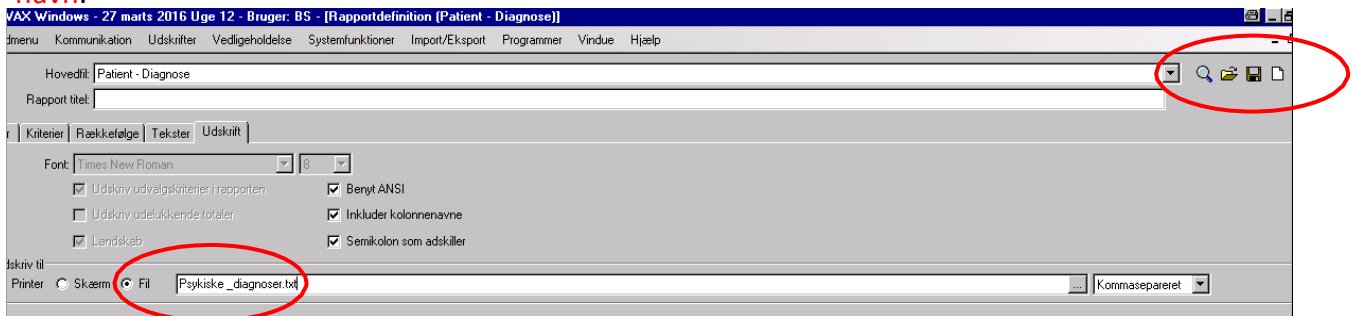 navn.
VAX Windows - 27 marts 2016 Uge 12 - Bruger: BS - [Rapportdefinition (Patient - Diagnose)]
dmenu Kommunikation Udskrifter Vedligeholdelse Systemfunktioner Import/Eksport Programmer Vindue Hjælp
Hovedfil: Patient - Diagnose
Rapport titel:
r Kriterier Rækkefølge Tekster Udskrift
Font: Times New Roman 8
Udskriv udvalgskriterier i rapporten Benyt ANSI
Udskriv udelukkende totaler Inkluder kolonnenavne
Landskab Semikolon som adskiller
dskriv til
Printer Skærm Fil Psykiske _diagnoser.txt ... Kommasepareret